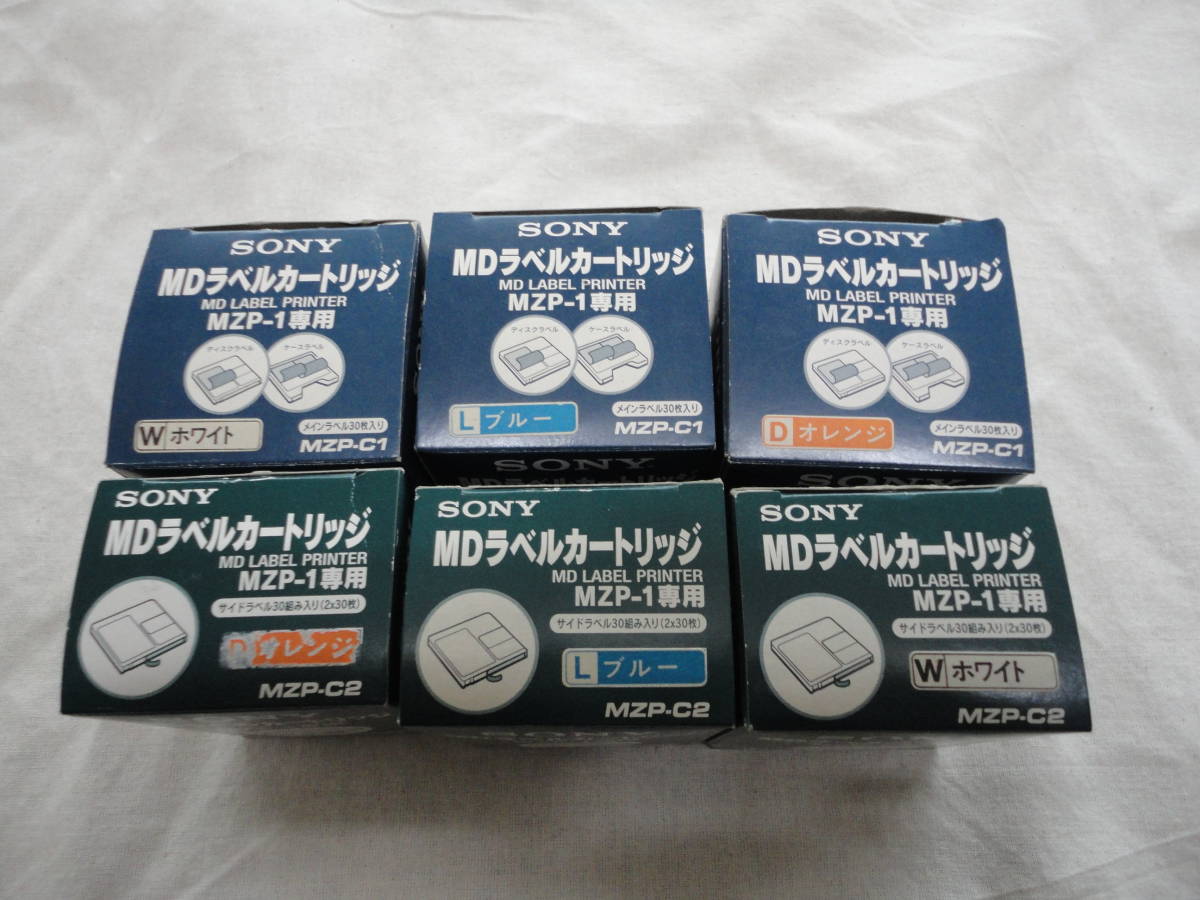 SONY
MDラベルカートリッジ
MD LABEL PRINTER
MZP-1専用
ディスクラベル
ケースラベル
W ホワイト
メインラベル30枚入り
MZP-C1
SONY
MDラベルカートリッジ
MD LABEL PRINTER
MZP-1専用
ディスクラベル
ケースラベル
L ブルー
メインラベル30枚入り
MZP-C1
SONY
SONY
MDラベルカートリッジ
MD LABEL PRINTER
MZP-1専用
ディスクラベル
ケースラベル
D オレンジ
メインラベル30枚入り
MZP-C1
SONY
SONY
MDラベルカートリッジ
MD LABEL PRINTER
MZP-1専用
サイドラベル30組み入り(2x30枚)
D オレンジ
MZP-C2
SONY
MDラベルカートリッジ
MD LABEL PRINTER
MZP-1専用
サイドラベル30組み入り(2x30枚)
L ブルー
MZP-C2
SONY
SONY
MDラベルカートリッジ
MD LABEL PRINTER
MZP-1専用
サイドラベル30組み入り(2x30枚)
W ホワイト
MZP-C2